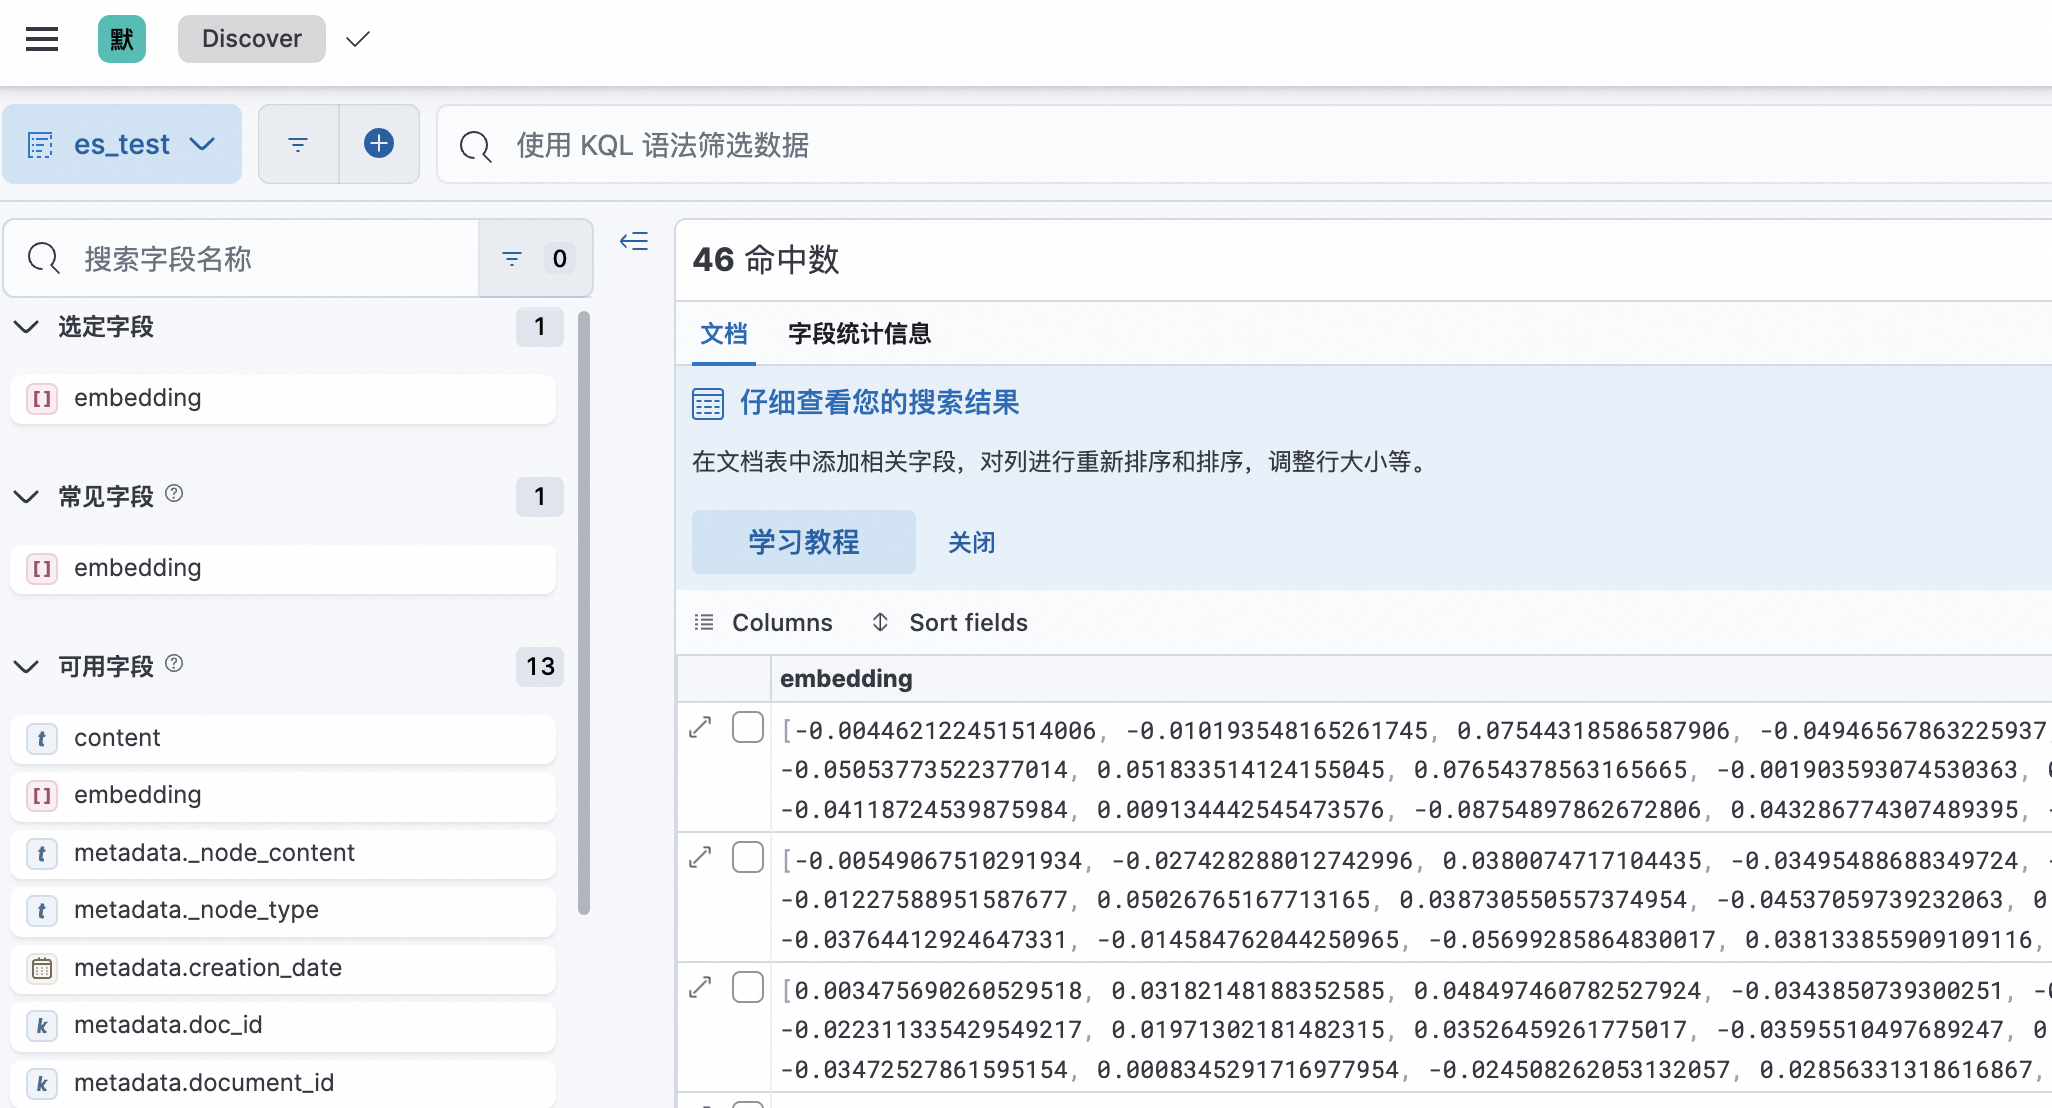 默 Discover
es_test 使用 KQL 语法筛选数据
搜索字段名称 0
选定字段 1
[] embedding
常见字段 1
[] embedding
可用字段 13
t content
[] embedding
t metadata._node_content
t metadata._node_type
metadata.creation_date
k metadata.doc_id
k metadata.document_id
46 命中数
文档 字段统计信息
仔细查看您的搜索结果
在文档表中添加相关字段，对列进行重新排序和排序，调整行大小等。
学习教程 关闭
Columns Sort fields
embedding
[-0.004462122451514006, -0.010193548165261745, 0.07544318586587906, -0.04946567863225937,
-0.05053773522377014, 0.051833514124155045, 0.07654378563165665, -0.001903593074530363,
-0.04118724539875984, 0.009134442545473576, -0.08754897862672806, 0.043286774307489395, -
[-0.00549067510291934, -0.027428288012742996, 0.0380074717104435, -0.03495488688349724, -
-0.01227588951587677, 0.050267651677131​65, 0.038730550557374954, -0.04537059739232063, 0
-0.03764412924647331, -0.014584762044250965, -0.05699285864830017, 0.038133855909109116,
[0.003475690260529518, 0.03182148188352585, 0.048497460782527924, -0.0343850739300251, -0
-0.022311335429549217, 0.01971302181482315, 0.03526459261775017, -0.03595510497689247, 0
-0.03472527861595154, 0.0008345291716977954, -0.024508262053132057, 0.02856331318616867,